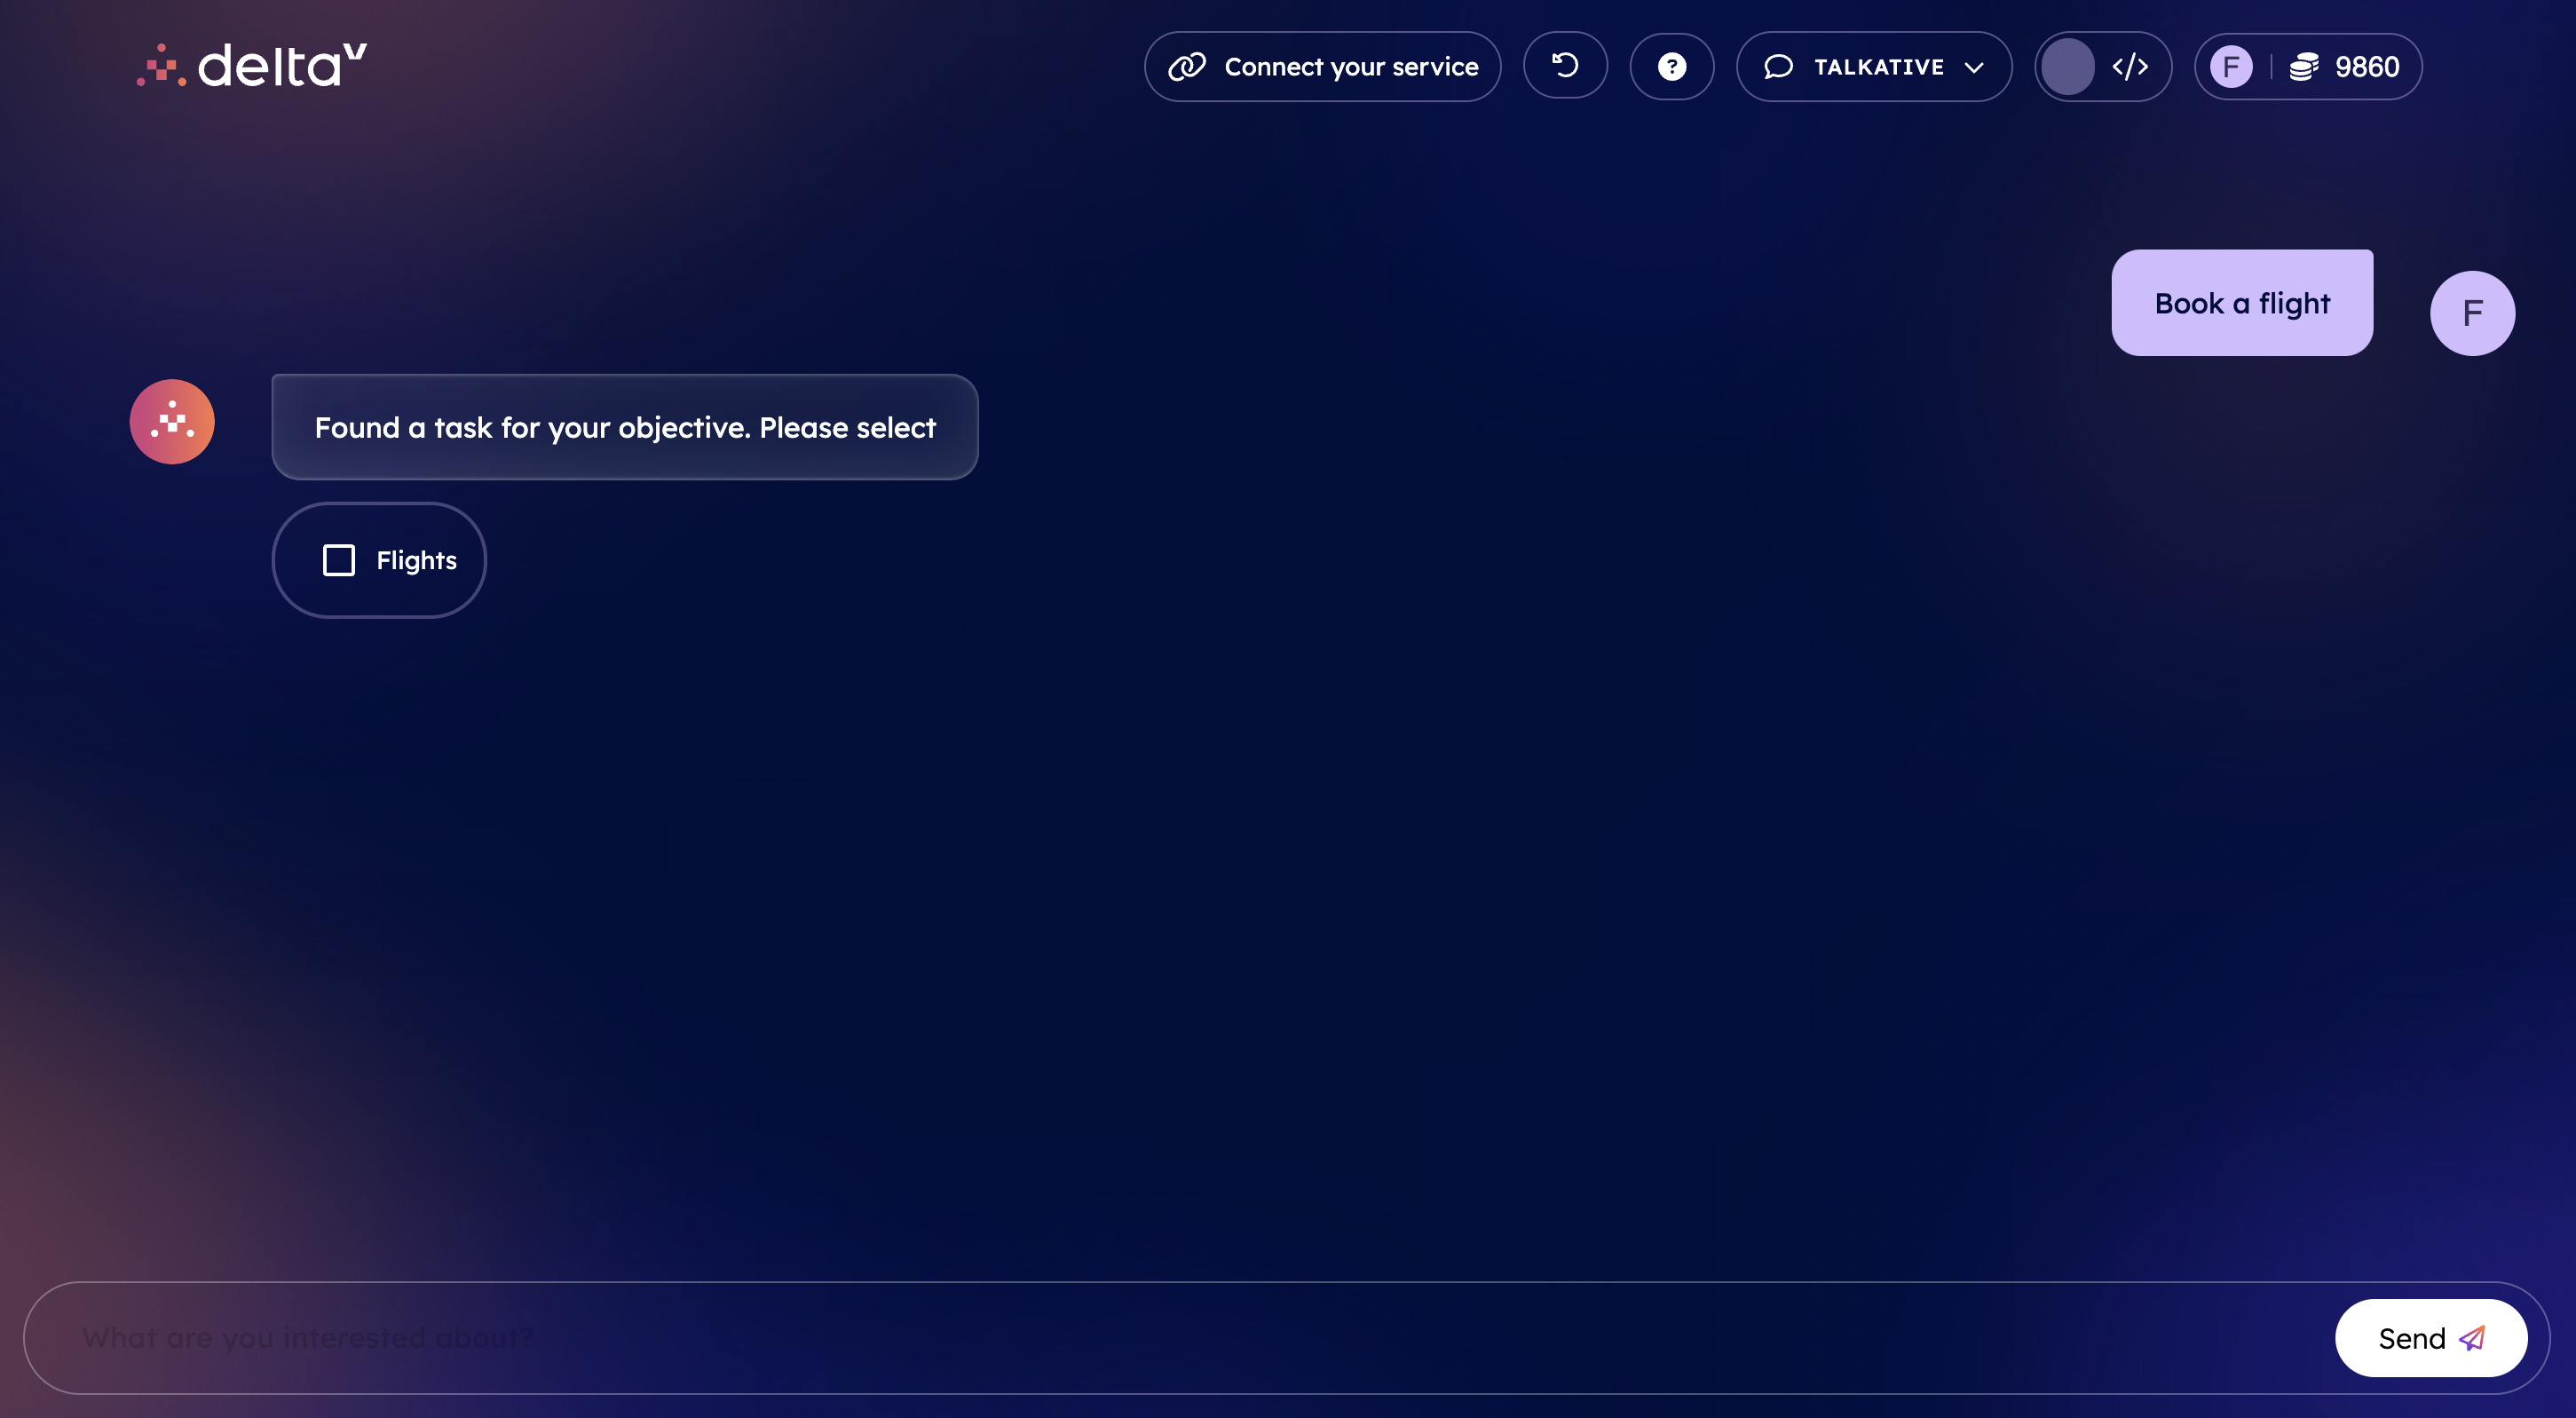 deltaV
Connect your service
TALKATIVE
</>
F
9860
Book a flight
F
Found a task for your objective. Please select
Flights
What are you interested about?
Send